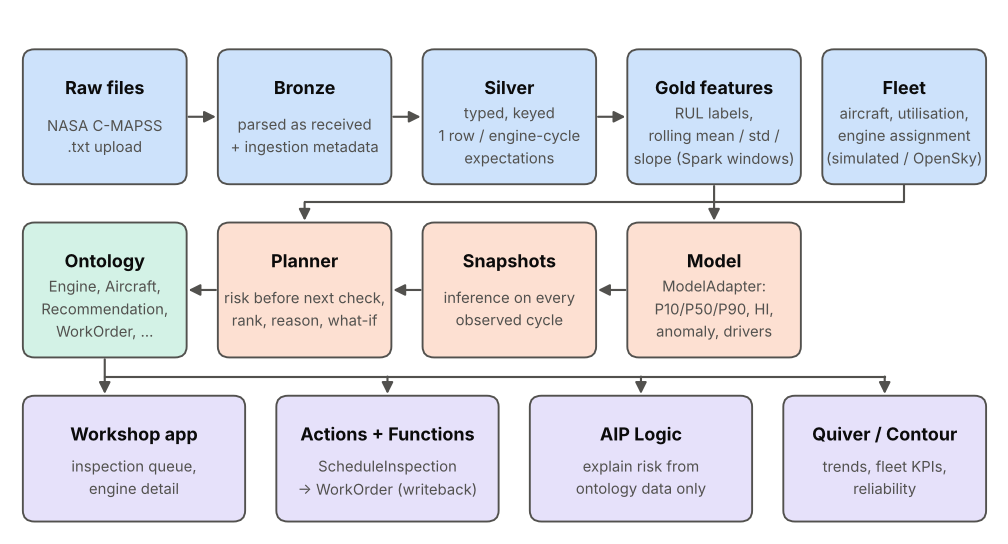 Raw files
NASA C-MAPSS
.txt upload
Bronze
parsed as received
+ ingestion metadata
Silver
typed, keyed
1 row / engine-cycle
expectations
Gold features
RUL labels,
rolling mean / std /
slope (Spark windows)
Fleet
aircraft, utilisation,
engine assignment
(simulated / OpenSky)
Ontology
Engine, Aircraft,
Recommendation,
WorkOrder, ...
Planner
risk before next check,
rank, reason, what-if
Snapshots
inference on every
observed cycle
Model
ModelAdapter:
P10/P50/P90, HI,
anomaly, drivers
Workshop app
inspection queue,
engine detail
Actions + Functions
ScheduleInspection
→ WorkOrder (writeback)
AIP Logic
explain risk from
ontology data only
Quiver / Contour
trends, fleet KPIs,
reliability